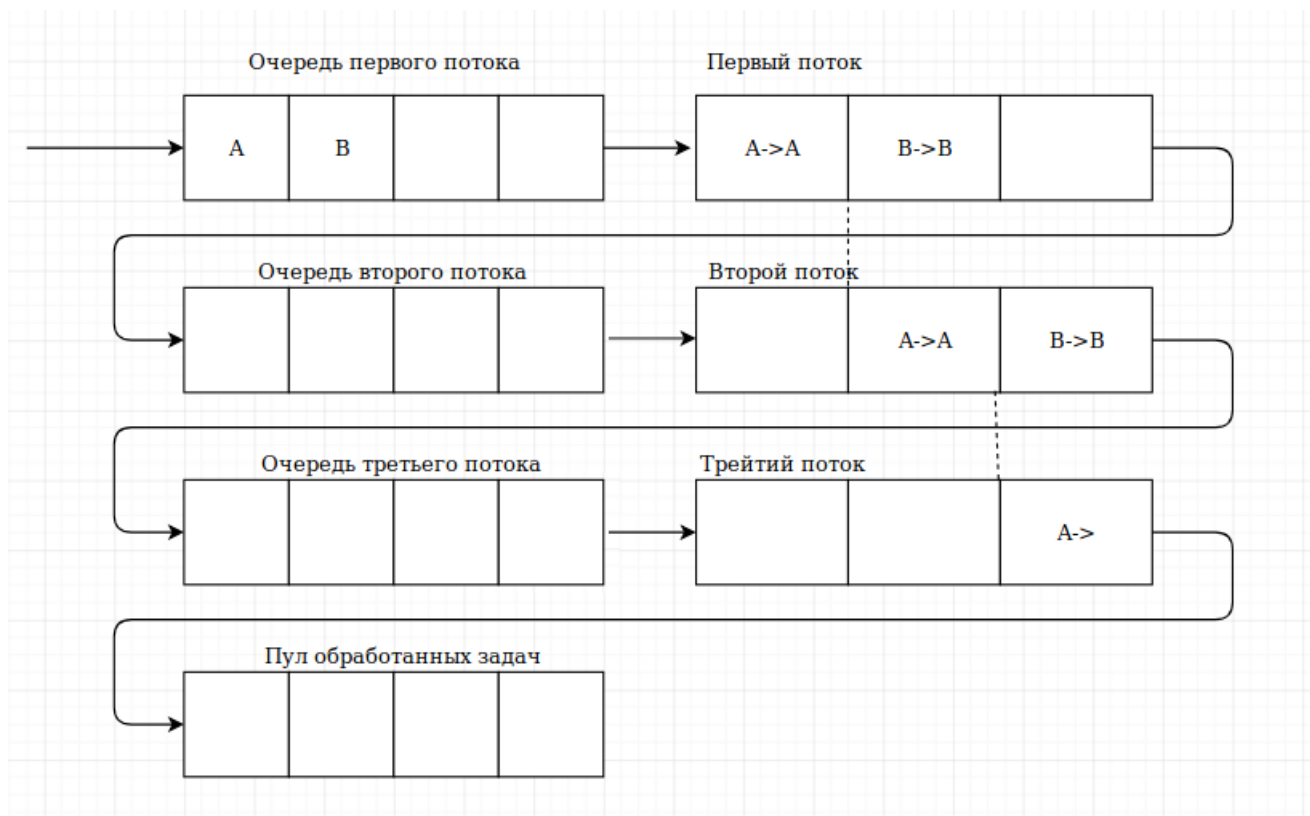 Очередь первого потока
Первый поток
A
B
A->A
B->B
Очередь второго потока
Второй поток
A->A
B->B
Очередь третьего потока
Трейтий поток
A->
Пул обработанных задач